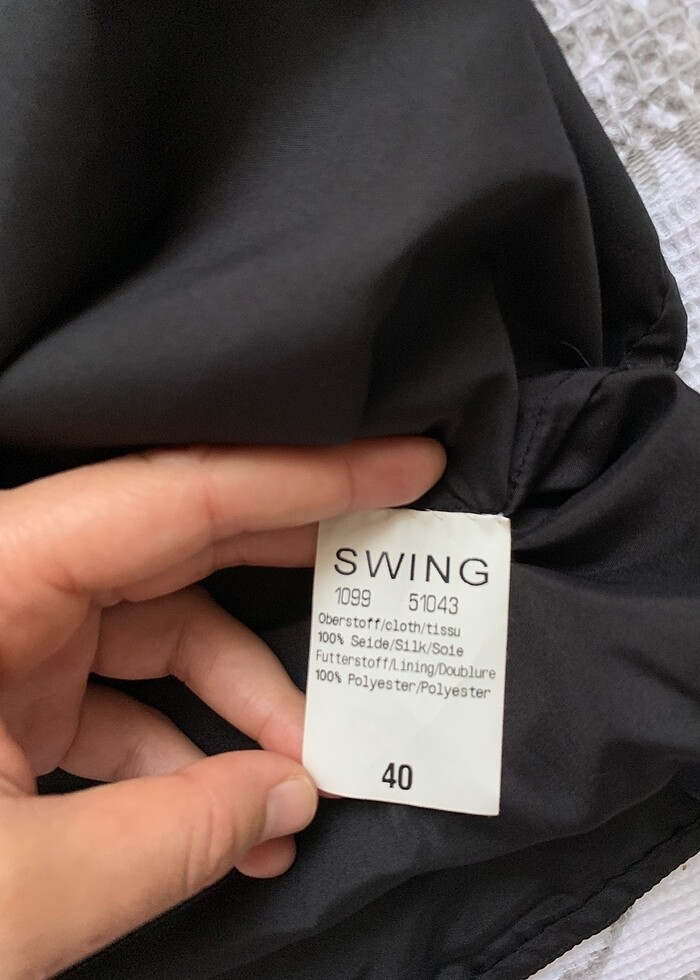 SWING
1099 51043
Oberstoff/cloth/tissu
100% Seide/Silk/Soie
Futterstoff/Lining/Doublure
100% Polyester/Polyester
40